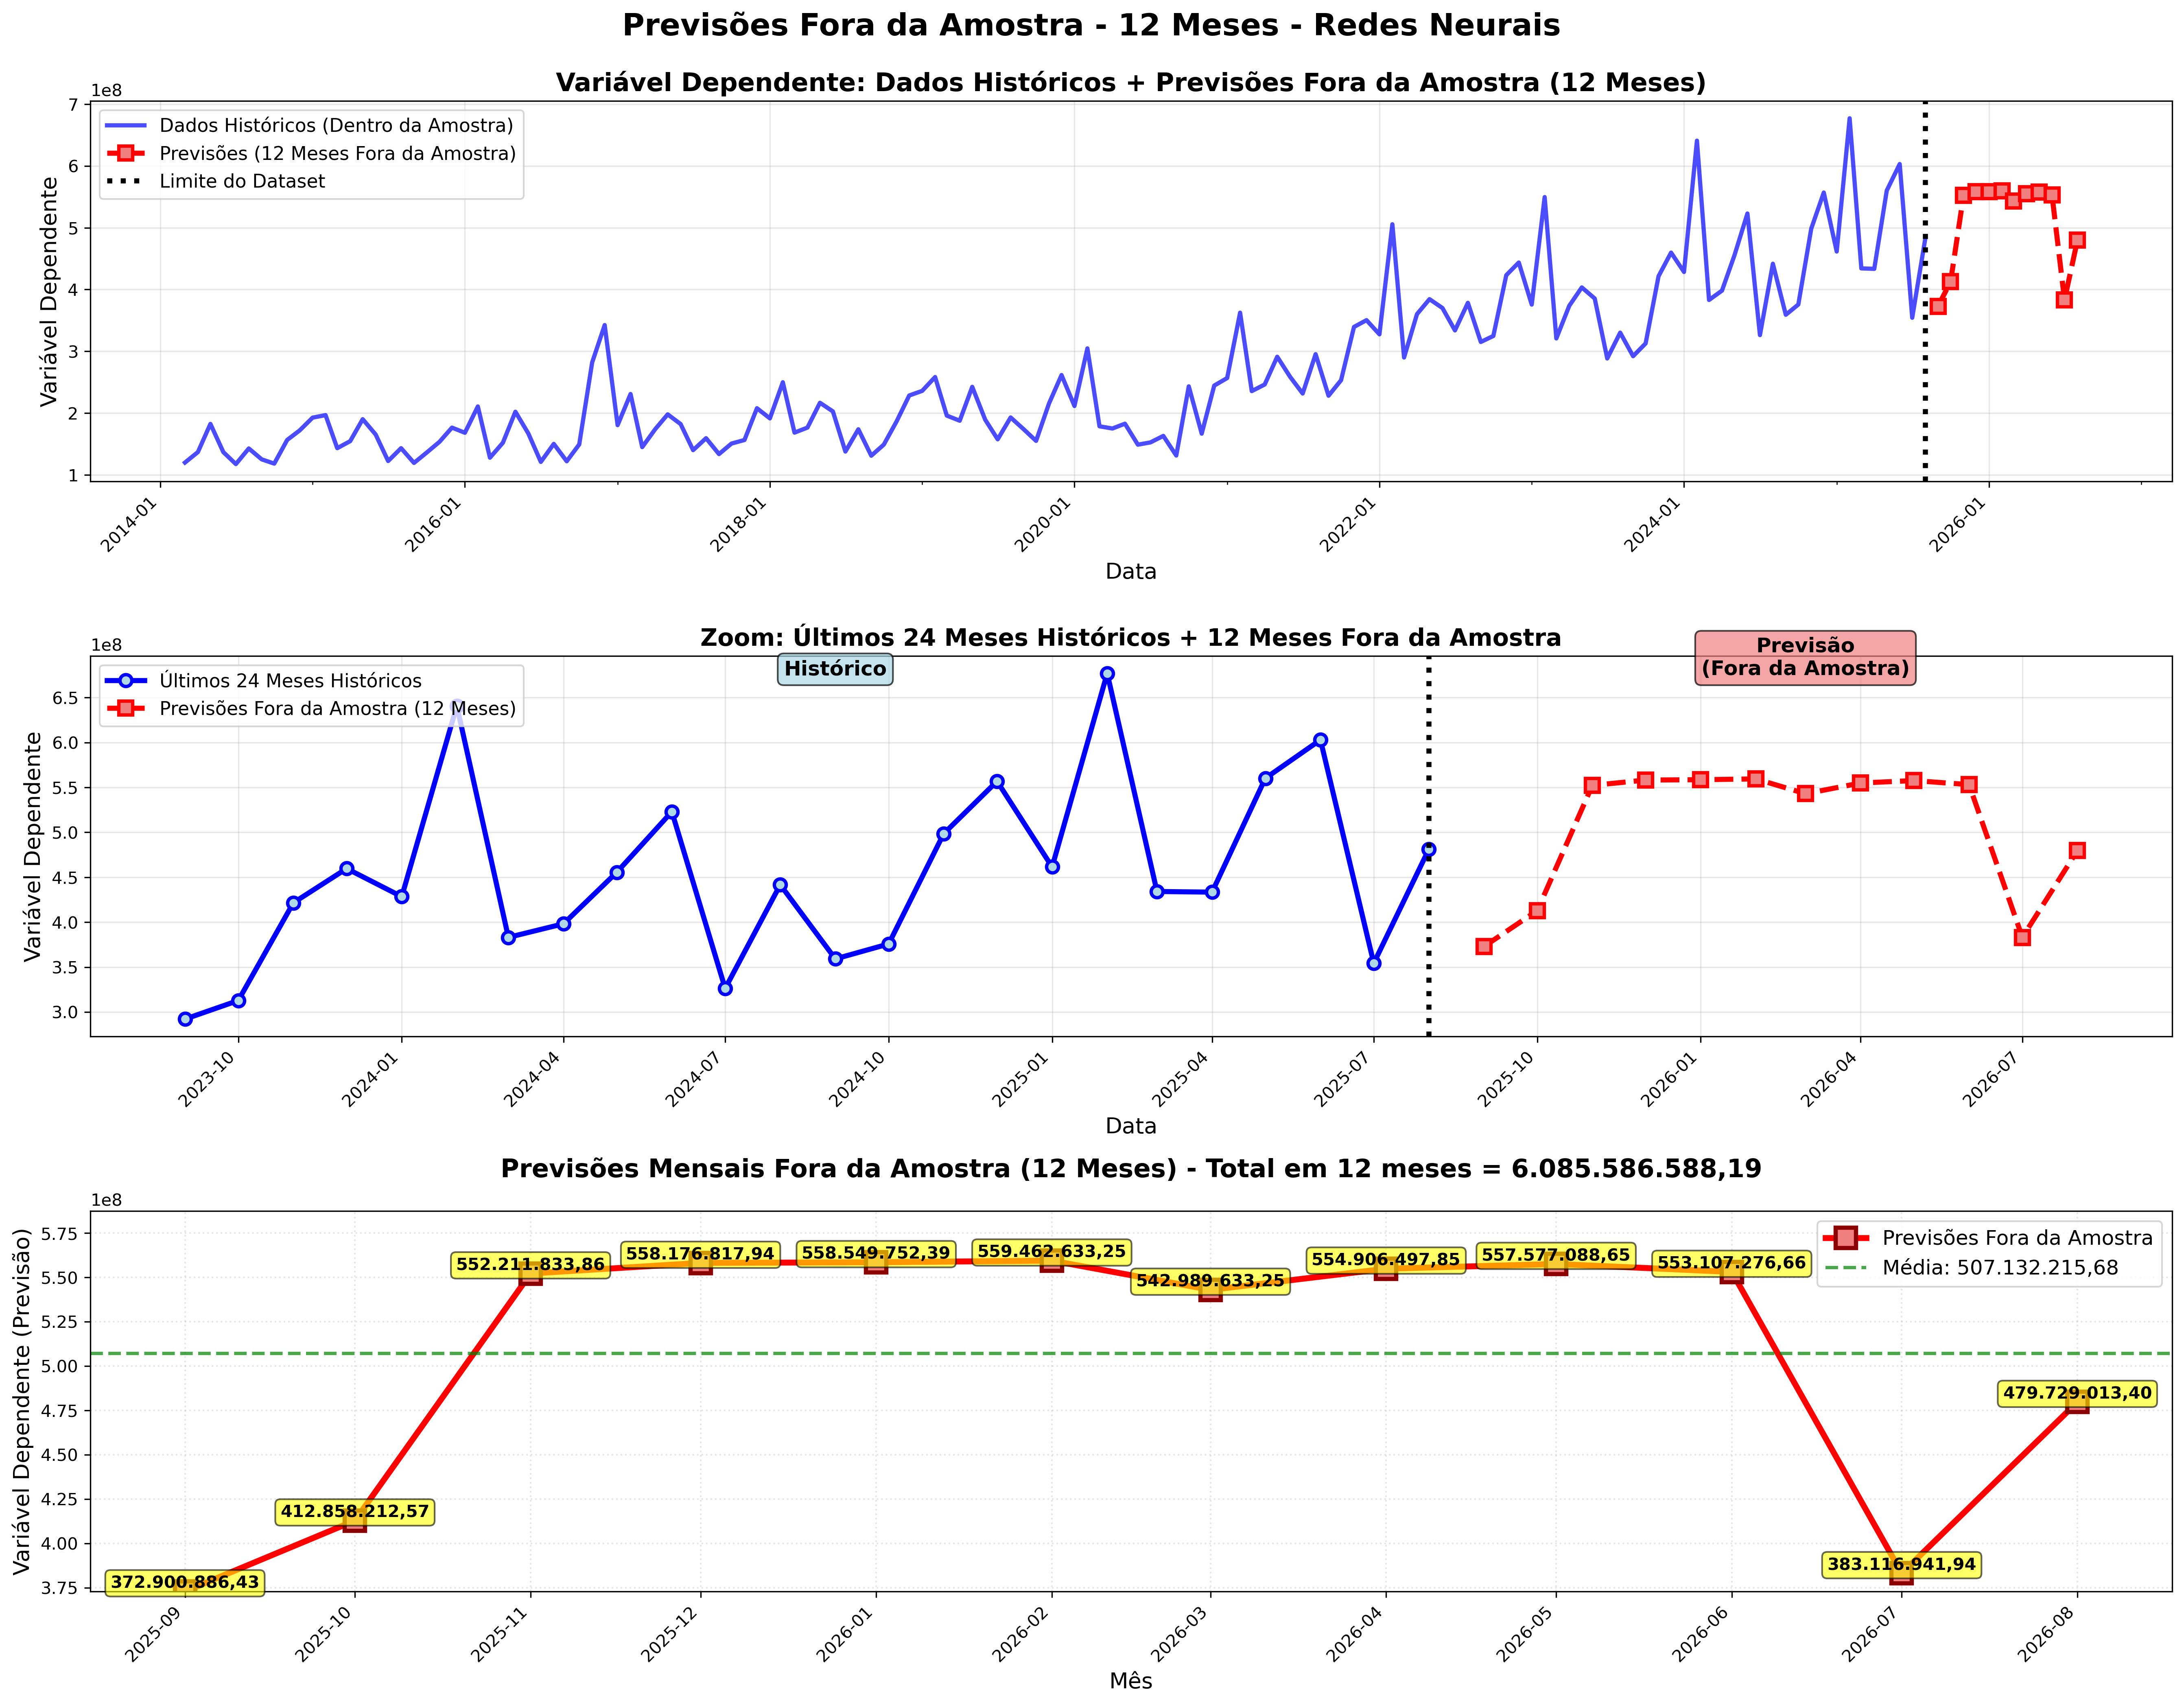 Previsões Fora da Amostra - 12 Meses - Redes Neurais
Variável Dependente: Dados Históricos + Previsões Fora da Amostra (12 Meses)
1e8
Dados Históricos (Dentro da Amostra)
Previsões (12 Meses Fora da Amostra)
Limite do Dataset
Variável Dependente
7
6
5
4
3
2
1
2014-01
2016-01
2018-01
2020-01
2022-01
2024-01
2026-01
Data
Zoom: Últimos 24 Meses Históricos + 12 Meses Fora da Amostra
1e8
Histórico
Previsão
(Fora da Amostra)
Últimos 24 Meses Históricos
Previsões Fora da Amostra (12 Meses)
Variável Dependente
6.5
6.0
5.5
5.0
4.5
4.0
3.5
3.0
2023-10
2024-01
2024-04
2024-07
2024-10
2025-01
2025-04
2025-07
2025-10
2026-01
2026-04
2026-07
Data
Previsões Mensais Fora da Amostra (12 Meses) - Total em 12 meses = 6.085.586.588,19
1e8
Previsões Fora da Amostra
Média: 507.132.215,68
Variável Dependente (Previsão)
5.75
5.50
5.25
5.00
4.75
4.50
4.25
4.00
3.75
372.900.886,43
412.858.212,57
552.211.833,86
558.176.817,94
558.549.752,39
559.462.633,25
542.989.633,25
554.906.497,85
557.577.088,65
553.107.276,66
383.116.941,94
479.729.013,40
2025-09
2025-10
2025-11
2025-12
2026-01
2026-02
2026-03
2026-04
2026-05
2026-06
2026-07
2026-08
Mês